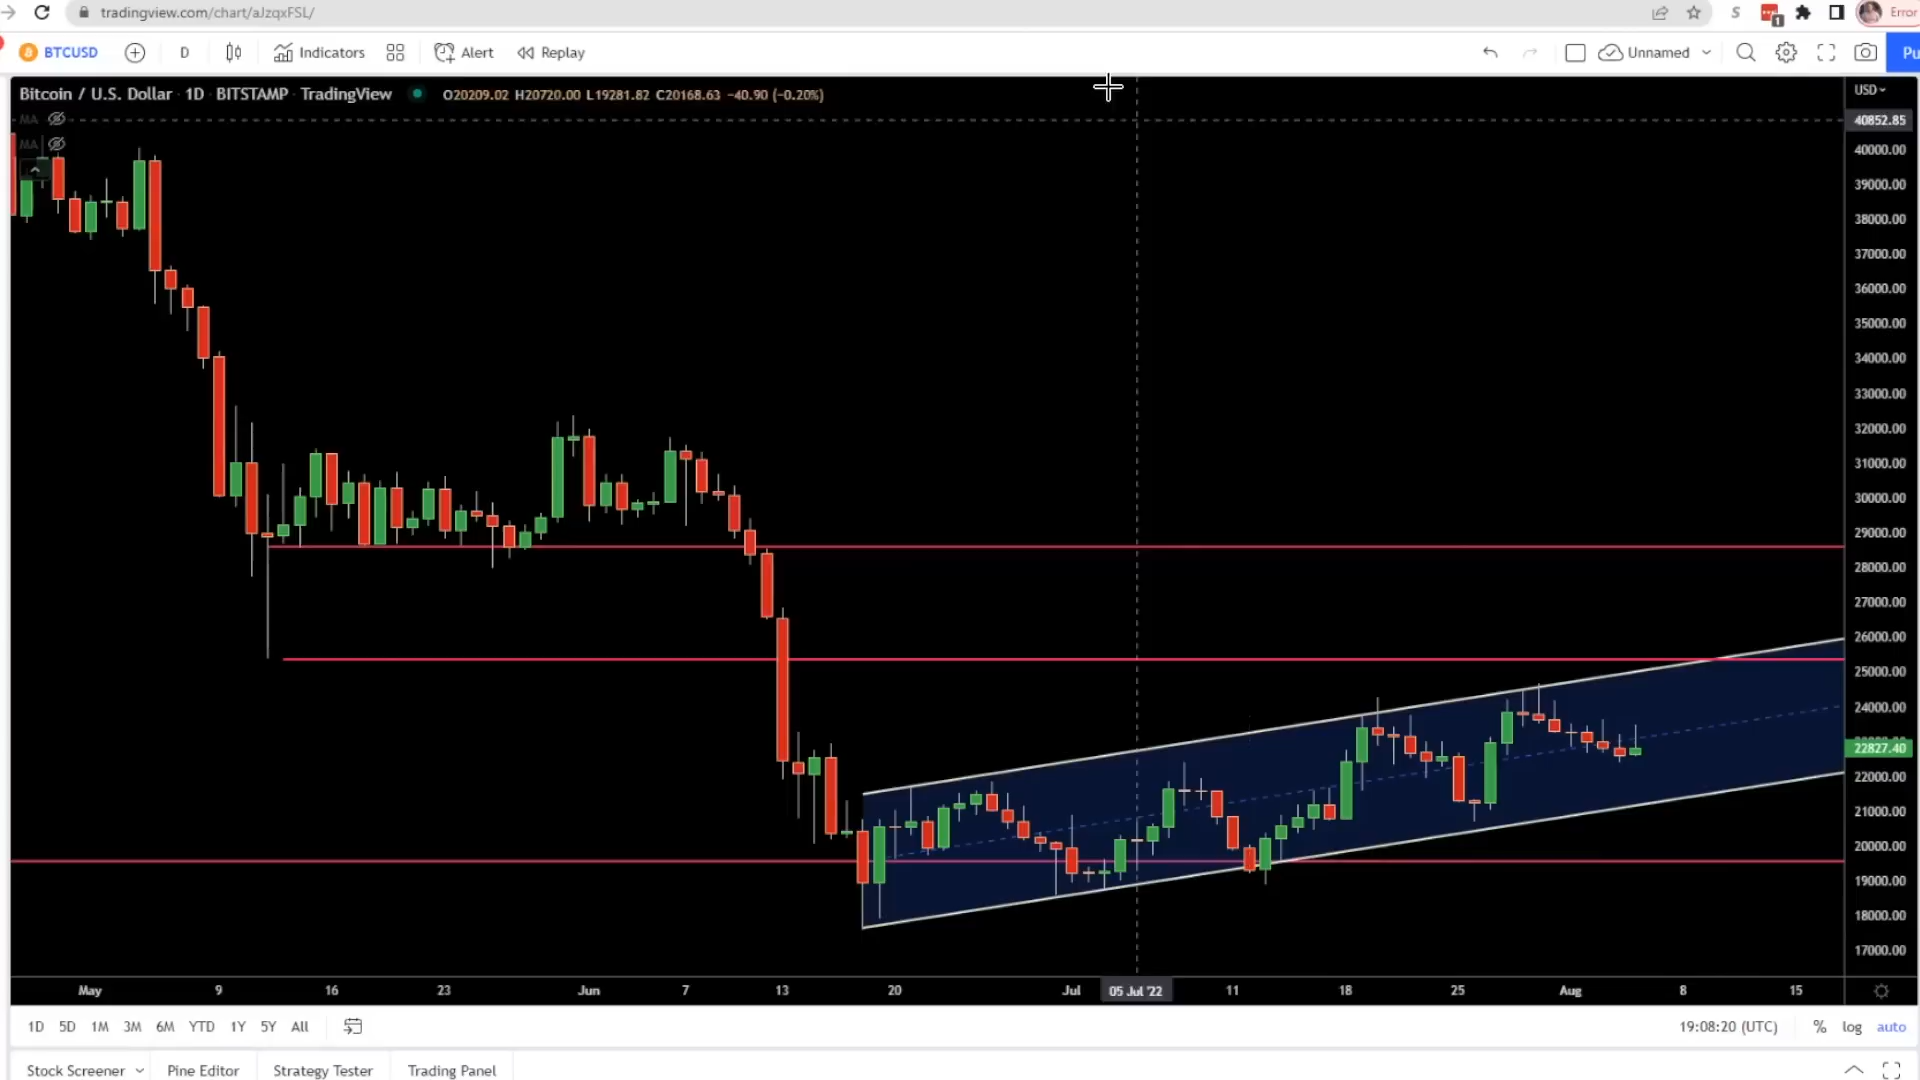 tradingview.com/chart/aJzqxFSL/ S 1 Error
BTCUSD D Indicators Alert Replay Unnamed Pu
Bitcoin / U.S. Dollar · 1D · BITSTAMP · TradingView O20209.02 H20720.00 L19281.82 C20168.63 −40.90 (−0.20%)
USD
MA
MA
40852.85
40000.00
39000.00
38000.00
37000.00
36000.00
35000.00
34000.00
33000.00
32000.00
31000.00
30000.00
29000.00
28000.00
27000.00
26000.00
25000.00
24000.00
22827.40
22000.00
21000.00
20000.00
19000.00
18000.00
17000.00
May 9 16 23 Jun 7 13 20 Jul 05 Jul '22 11 18 25 Aug 8 15
1D 5D 1M 3M 6M YTD 1Y 5Y All 19:08:20 (UTC) % log auto
Stock Screener Pine Editor Strategy Tester Trading Panel